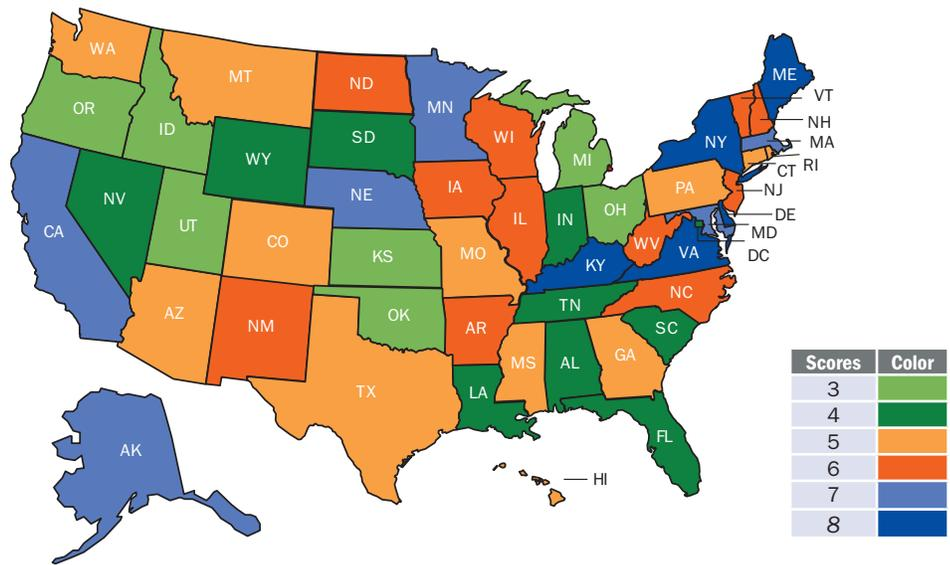 WA
MT
ND
MN
OR
ID
WY
SD
WI
MI
NY
ME
VT
NH
MA
RI
CT
NJ
DE
MD
DC
NV
UT
CO
NE
IA
IL
IN
OH
PA
CA
KS
MO
KY
WV
VA
AZ
NM
OK
AR
TN
NC
SC
TX
LA
MS
AL
GA
FL
AK
HI
Scores Color
3
4
5
6
7
8